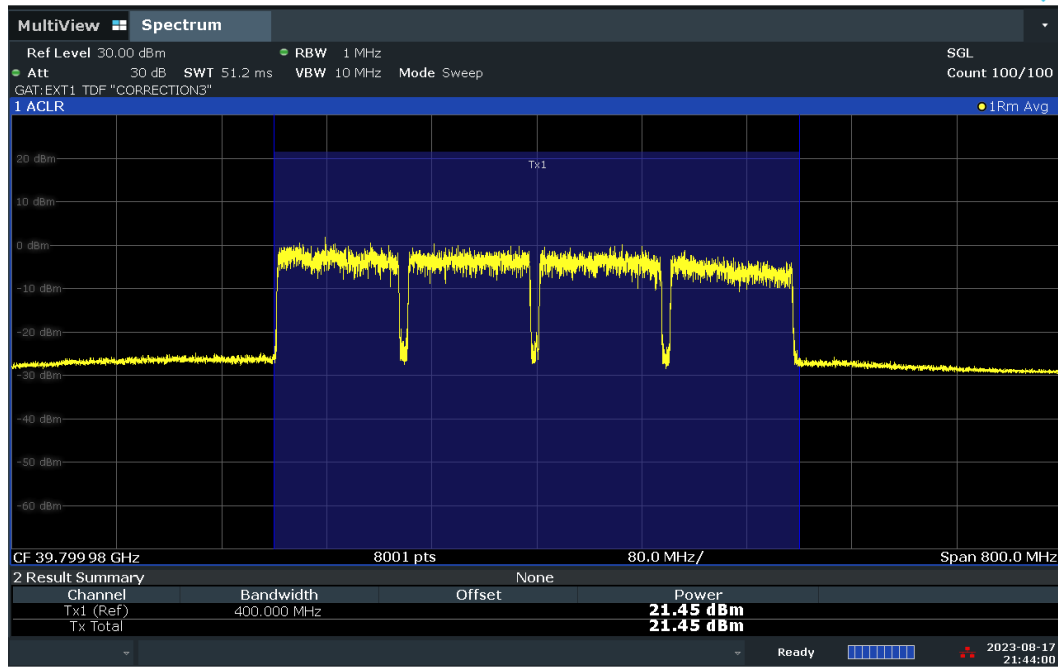 MultiView Spectrum
Ref Level 30.00 dBm RBW 1 MHz SGL
Att 30 dB SWT 51.2 ms VBW 10 MHz Mode Sweep Count 100/100
GAT:EXT1 TDF "CORRECTION3"
1 ACLR 1Rm Avg
Tx1
20 dBm
10 dBm
0 dBm
-10 dBm
-20 dBm
-30 dBm
-40 dBm
-50 dBm
-60 dBm
CF 39.799 98 GHz 8001 pts 80.0 MHz/ Span 800.0 MHz
2 Result Summary None
Channel Bandwidth Offset Power
Tx1 (Ref) 400.000 MHz 21.45 dBm
Tx Total 21.45 dBm
Ready 2023-08-17
21:44:00